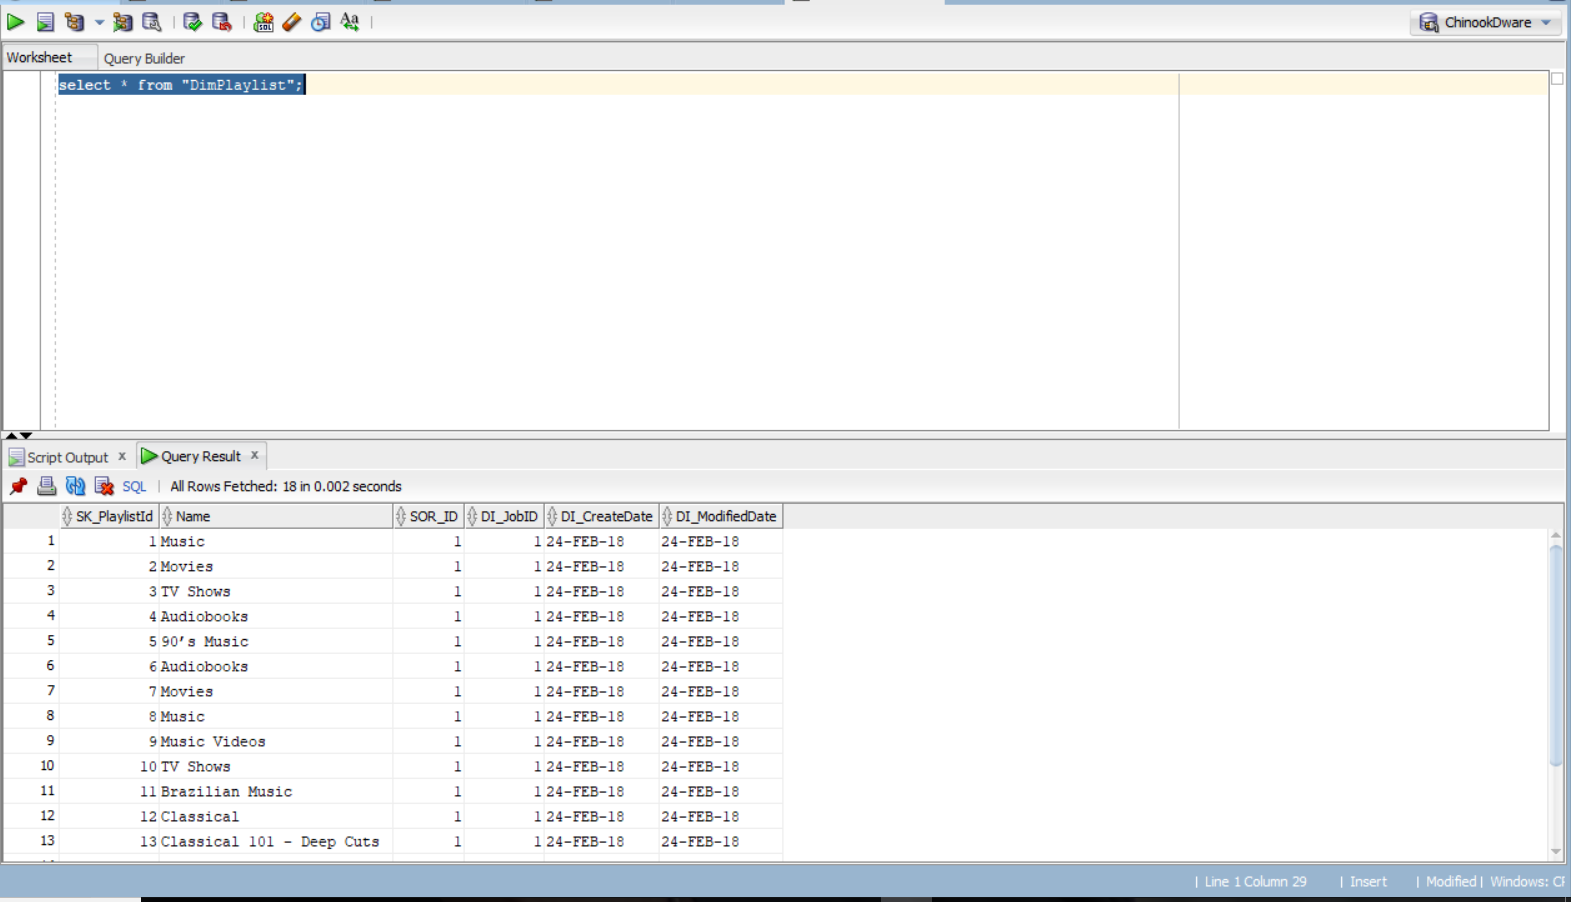 ChinookDware
Worksheet Query Builder
select * from "DimPlaylist";
Script Output x Query Result x
SQL | All Rows Fetched: 18 in 0.002 seconds
SK_PlaylistId Name SOR_ID DI_JobID DI_CreateDate DI_ModifiedDate
1 1 Music 1 1 24-FEB-18 24-FEB-18
2 2 Movies 1 1 24-FEB-18 24-FEB-18
3 3 TV Shows 1 1 24-FEB-18 24-FEB-18
4 4 Audiobooks 1 1 24-FEB-18 24-FEB-18
5 5 90's Music 1 1 24-FEB-18 24-FEB-18
6 6 Audiobooks 1 1 24-FEB-18 24-FEB-18
7 7 Movies 1 1 24-FEB-18 24-FEB-18
8 8 Music 1 1 24-FEB-18 24-FEB-18
9 9 Music Videos 1 1 24-FEB-18 24-FEB-18
10 10 TV Shows 1 1 24-FEB-18 24-FEB-18
11 11 Brazilian Music 1 1 24-FEB-18 24-FEB-18
12 12 Classical 1 1 24-FEB-18 24-FEB-18
13 13 Classical 101 - Deep Cuts 1 1 24-FEB-18 24-FEB-18
| Line 1 Column 29 | Insert | Modified | Windows: